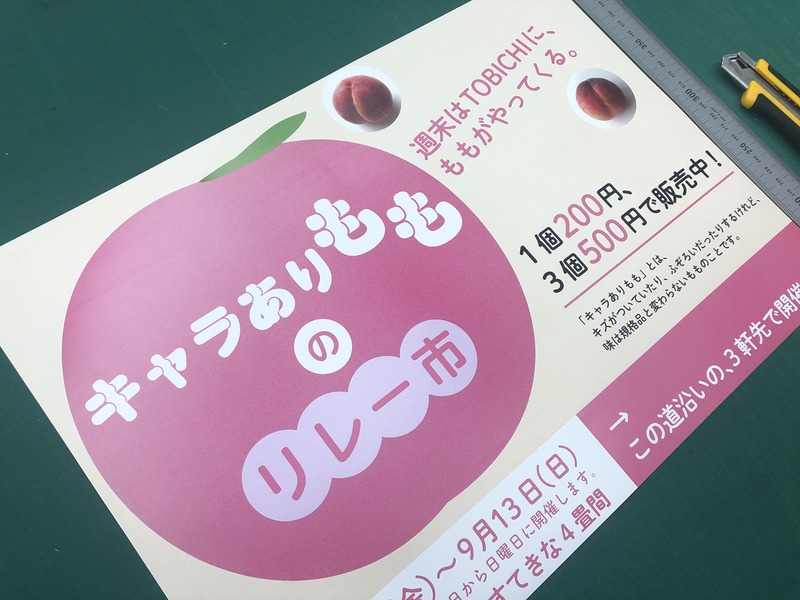 週末はTOBICHIに、
ももがやってくる。
キャラありもも
の
リレー市
1個200円、
3個500円で販売中！
「キャラありもも」とは、
キズがついていたり、ふぞろいだったりするけれど、
味は規格品と変わらないもものことです。
→
この道沿いの、3軒先で開催
〜9月13日(日)
日から日曜日に開催します。
すてきな4畳間
350
300
250